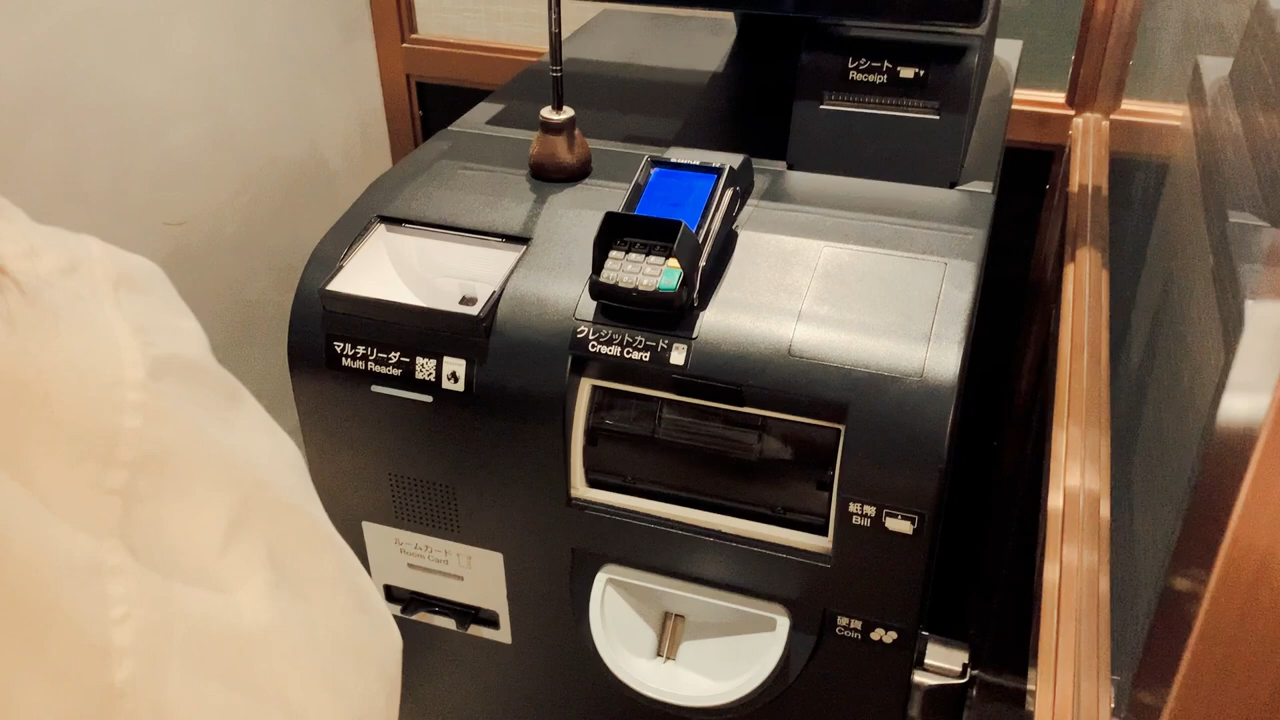 レシート
Receipt
クレジットカード
Credit Card
マルチリーダー
Multi Reader
紙幣
Bill
ルームカード
Room Card
硬貨
Coin